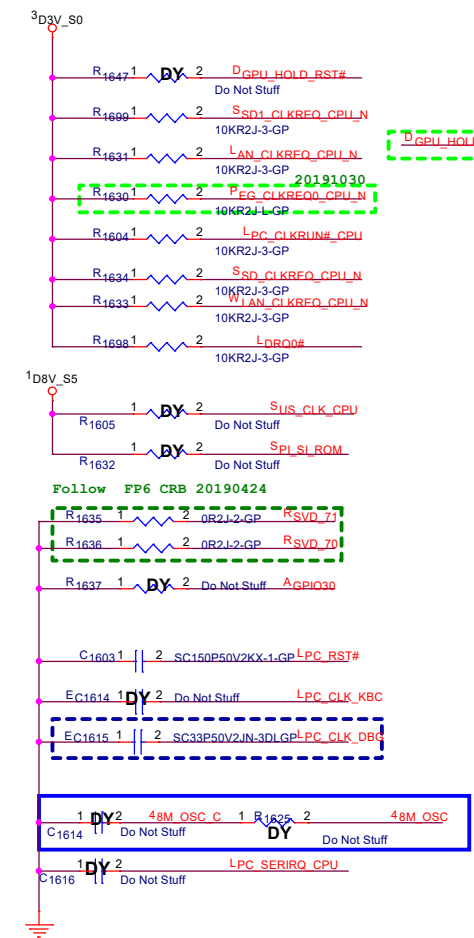 3D3V_S0
R1647 1 DY 2 DGPU_HOLD_RST#
Do Not Stuff
R1699 1 2 SSD1_CLKREQ_CPU_N
10KR2J-3-GP
DGPU_HOLD
R1631 1 2 LAN_CLKREQ_CPU_N
10KR2J-3-GP
20191030
R1630 1 2 PEG_CLKREQ0_CPU_N
10KR2J-L-GP
R1604 1 2 LPC_CLKRUN#_CPU
10KR2J-3-GP
R1634 1 2 SSD_CLKREQ_CPU_N
10KR2J-3-GP
R1633 1 2 WLAN_CLKREQ_CPU_N
10KR2J-3-GP
R1698 1 2 LDRQ0#
10KR2J-3-GP
1D8V_S5
R1605 1 DY 2 SUS_CLK_CPU
Do Not Stuff
R1632 1 DY 2 SPI_SI_ROM
Do Not Stuff
Follow FP6 CRB 20190424
R1635 1 2 0R2J-2-GP RSVD_71
R1636 1 2 0R2J-2-GP RSVD_70
R1637 1 DY 2 Do Not Stuff AGPIO30
C1603 1 2 SC150P50V2KX-1-GP LPC_RST#
EC1614 1 DY 2 Do Not Stuff LPC_CLK_KBC
EC1615 1 2 SC33P50V2JN-3DLGP LPC_CLK_DBG
C1614 1 DY 2 48M_OSC_C 1 R1625 2 48M_OSC
Do Not Stuff DY Do Not Stuff
C1616 1 DY 2 LPC_SERIRQ_CPU
Do Not Stuff